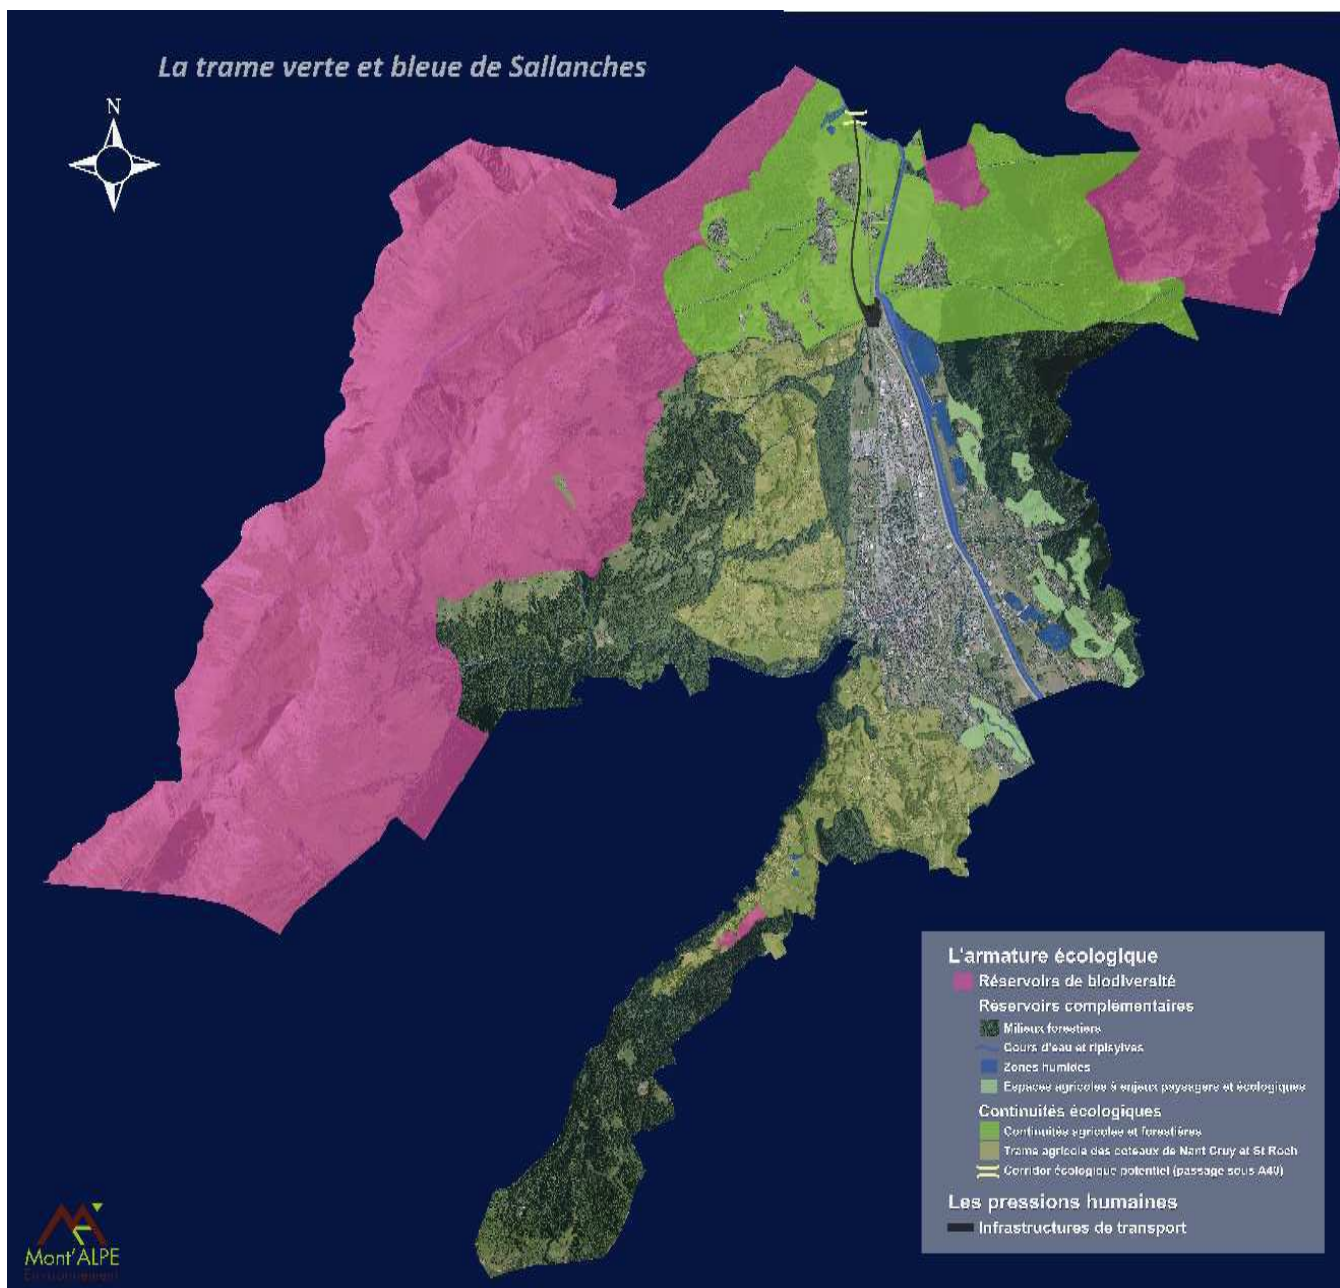 La trame verte et bleue de Sallanches
N
L'armature écologique
Réservoirs de biodiversité
Réservoirs complémentaires
Milieux forestiers
Cours d'eau et ripisylves
Zones humides
Espaces agricoles à enjeux paysagers et écologiques
Continuités écologiques
Continuités agricoles et forestières
Trame agricole des coteaux de Nant Cruy et St Roch
Corridor écologique potentiel (passage sous A40)
Les pressions humaines
Infrastructures de transport
Mont'ALPE
Environnement